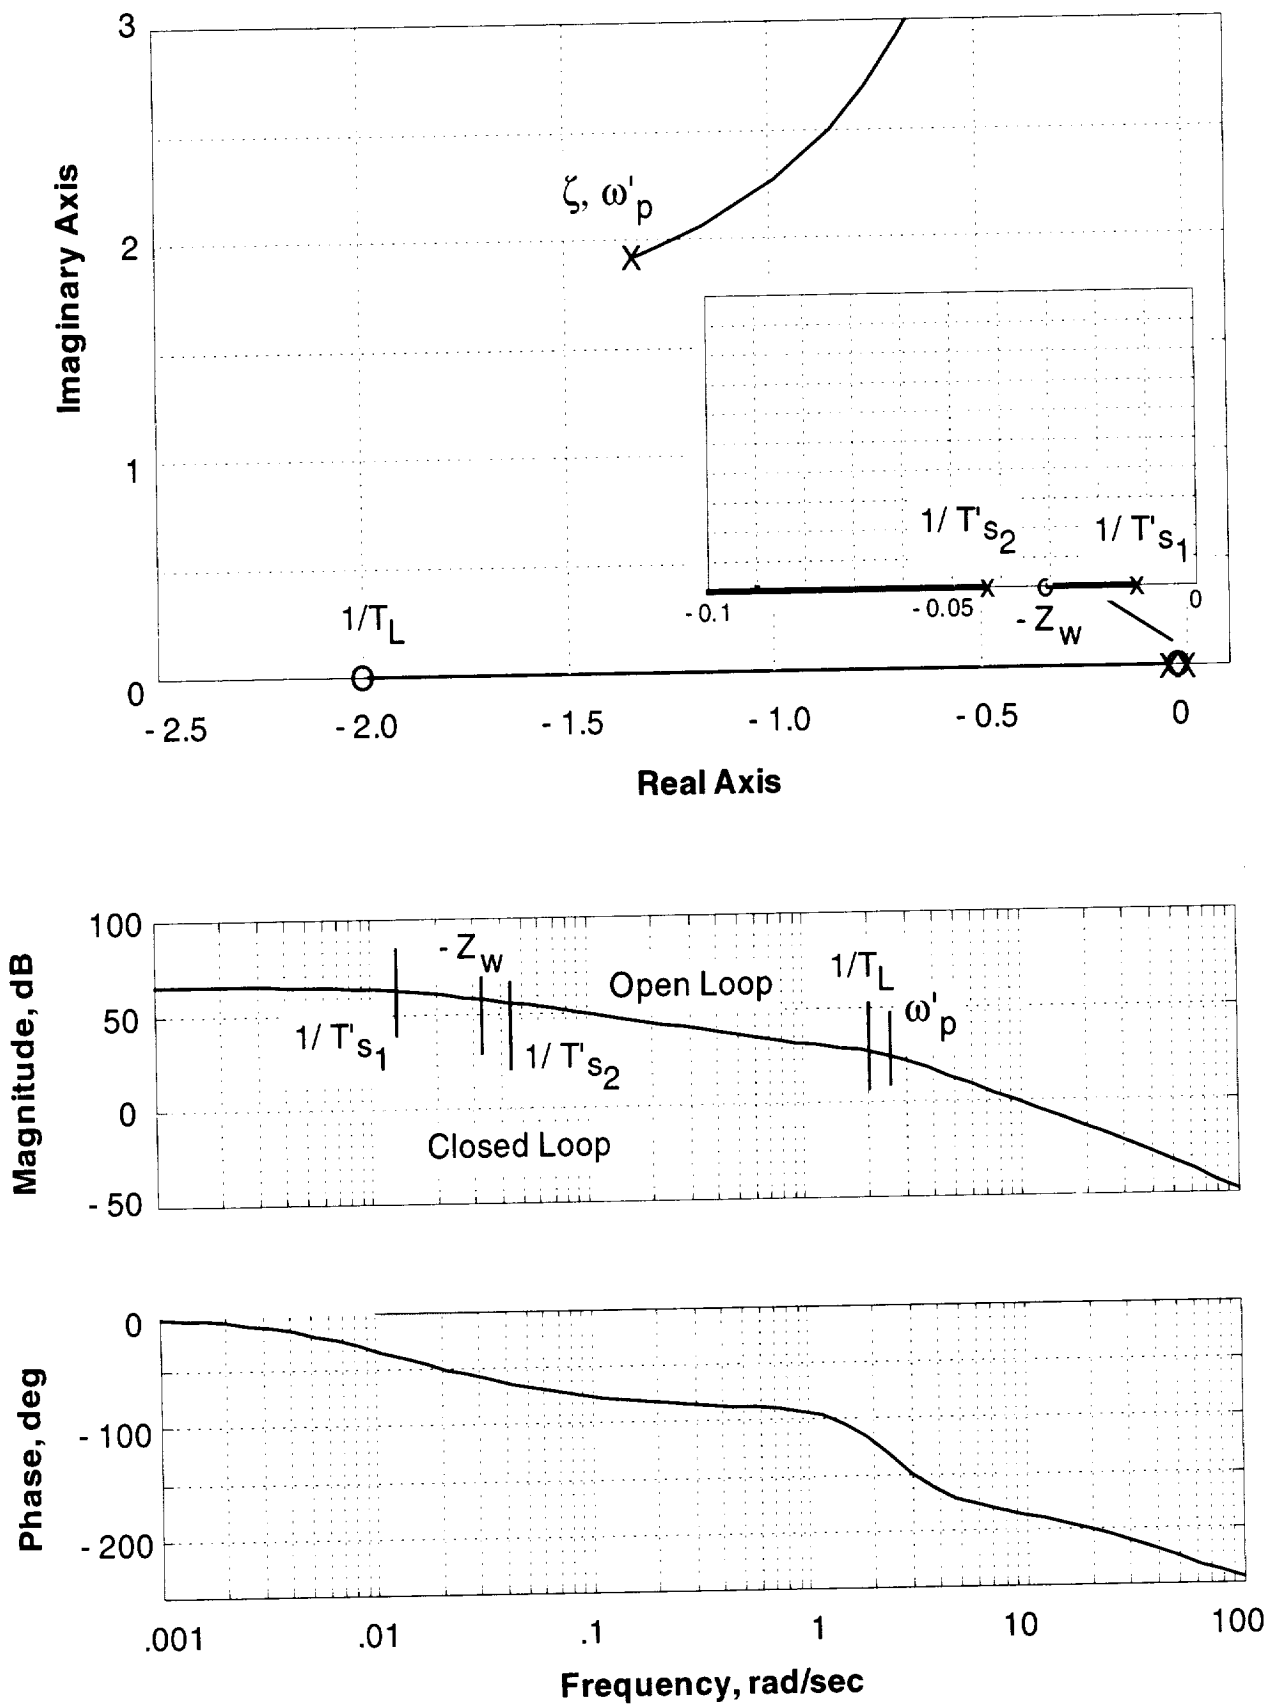 3
ζ, ω'p
2
Imaginary Axis
1
1/ T's2
1/ T's1
- 0.1
- 0.05
- Zw
0
1/TL
0
- 2.5
- 2.0
- 1.5
- 1.0
- 0.5
0
Real Axis
100
- Zw
Open Loop
1/TL
ω'p
50
1/ T's1
1/ T's2
Magnitude, dB
0
Closed Loop
- 50
0
Phase, deg
- 100
- 200
.001
.01
.1
1
10
100
Frequency, rad/sec